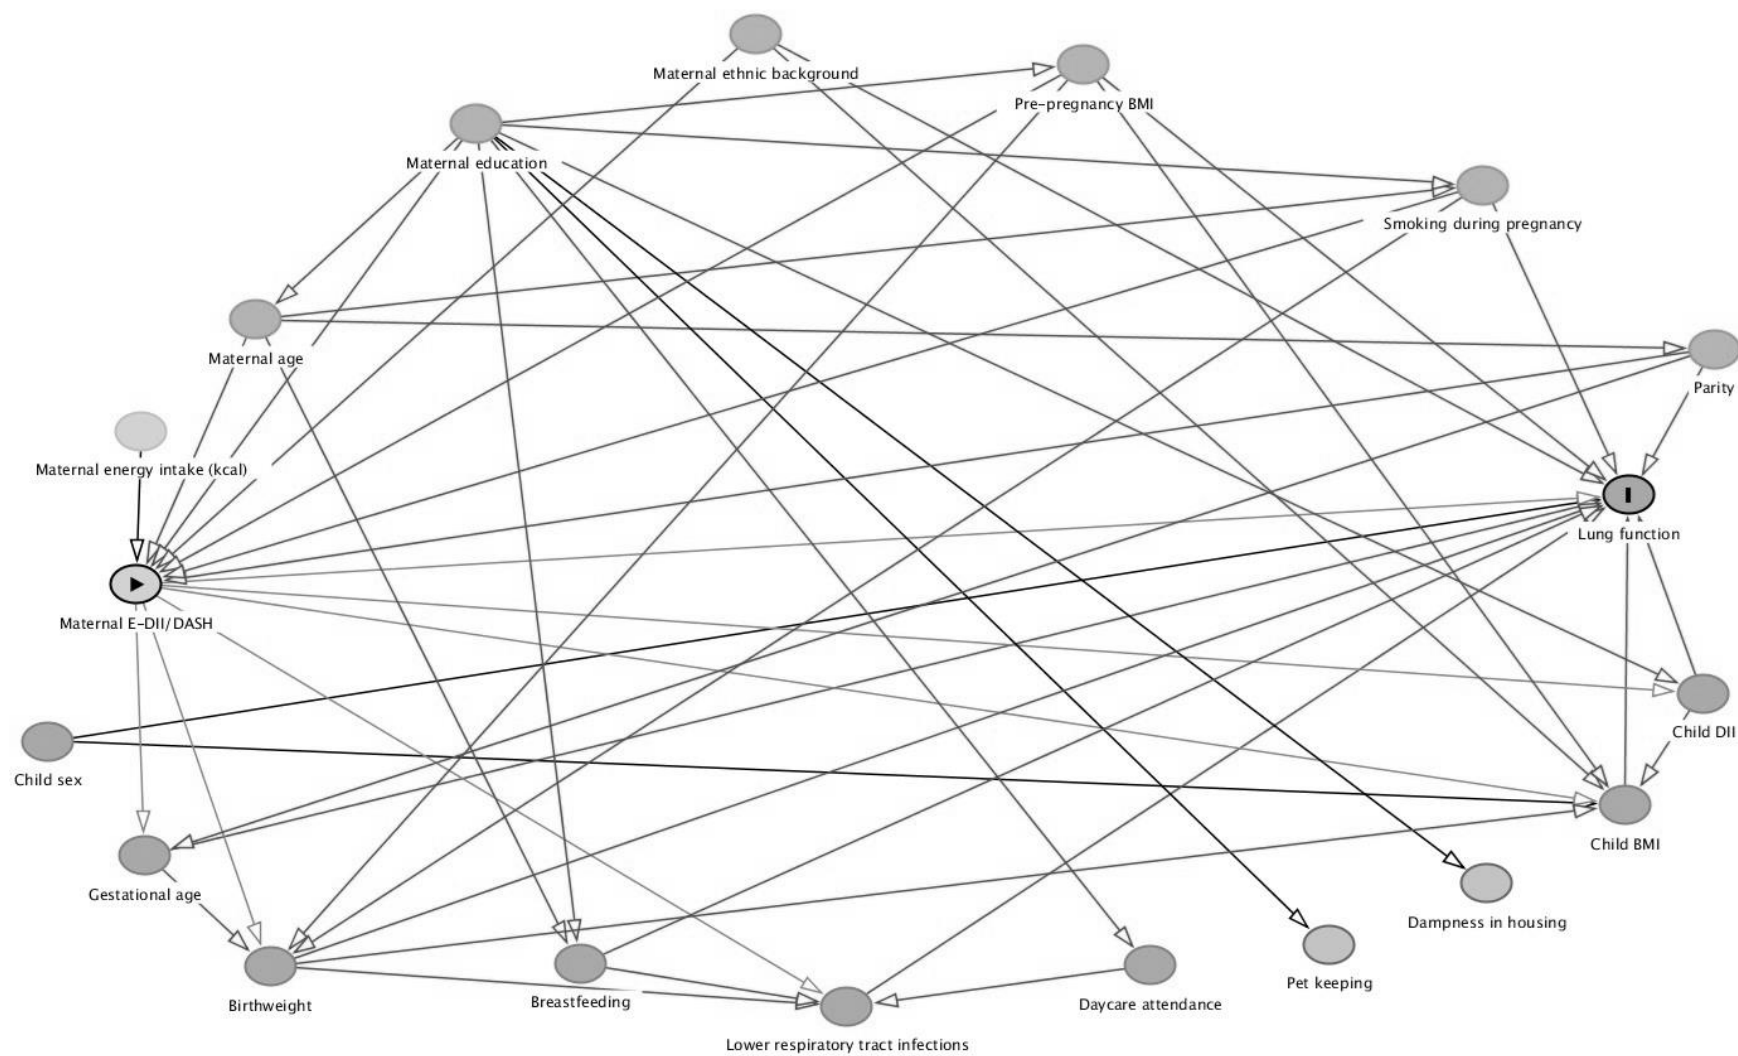 Maternal ethnic background
Pre-pregnancy BMI
Maternal education
Smoking during pregnancy
Maternal age
Parity
Maternal energy intake (kcal)
Lung function
Maternal E-DII/DASH
Child DII
Child sex
Child BMI
Gestational age
Dampness in housing
Pet keeping
Birthweight
Breastfeeding
Daycare attendance
Lower respiratory tract infections